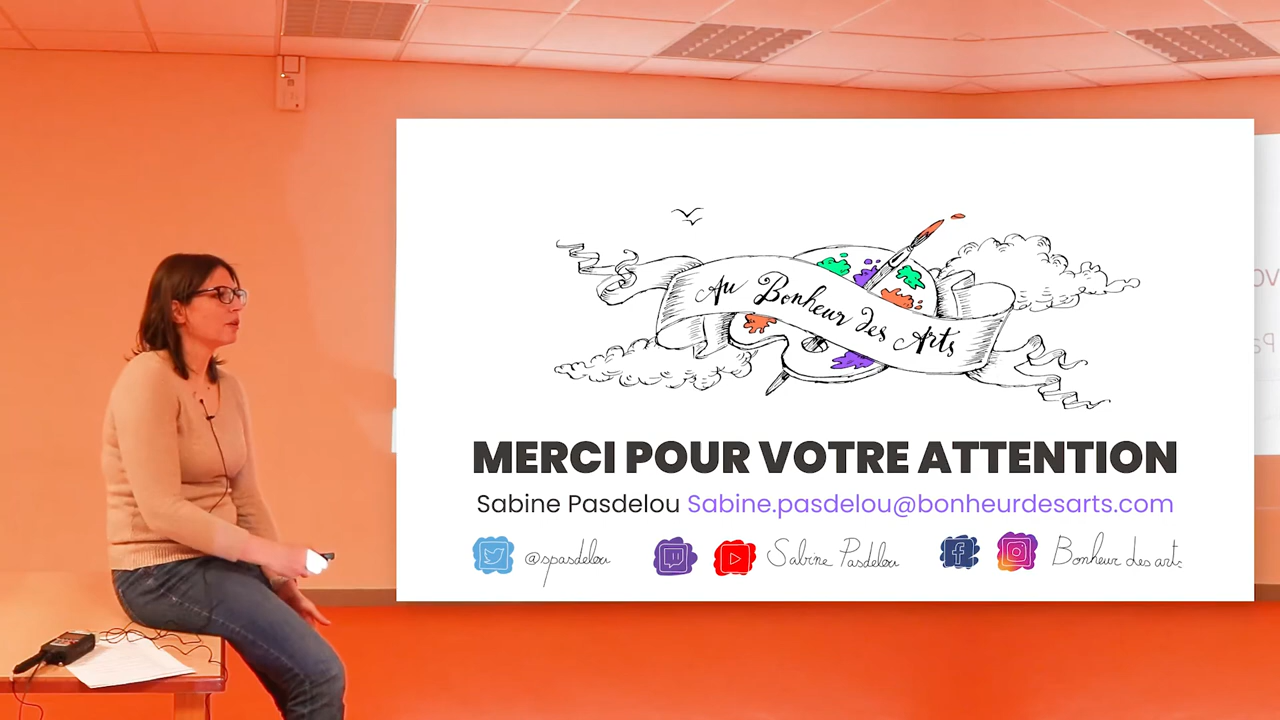 Au Bonheur des Arts
MERCI POUR VOTRE ATTENTION
Sabine Pasdelou Sabine.pasdelou@bonheurdesarts.com
@spasdelou Sabine Pasdelou Bonheur des arts